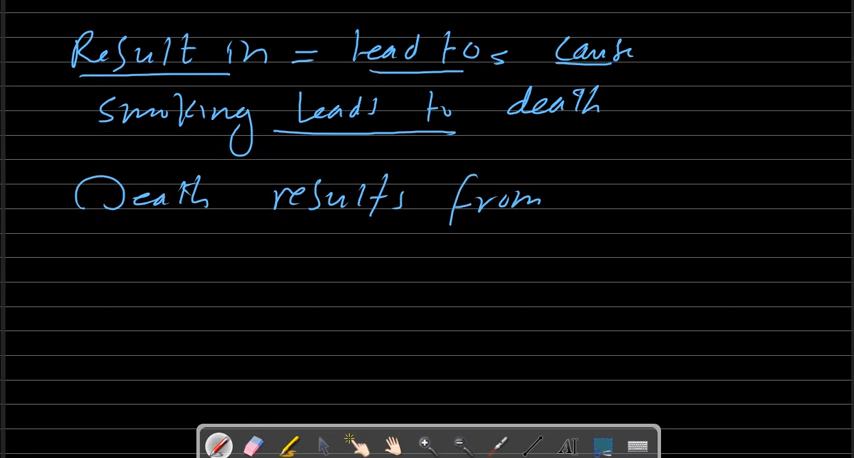 Result in = Lead to = cause
smoking Leads to death
Death results from